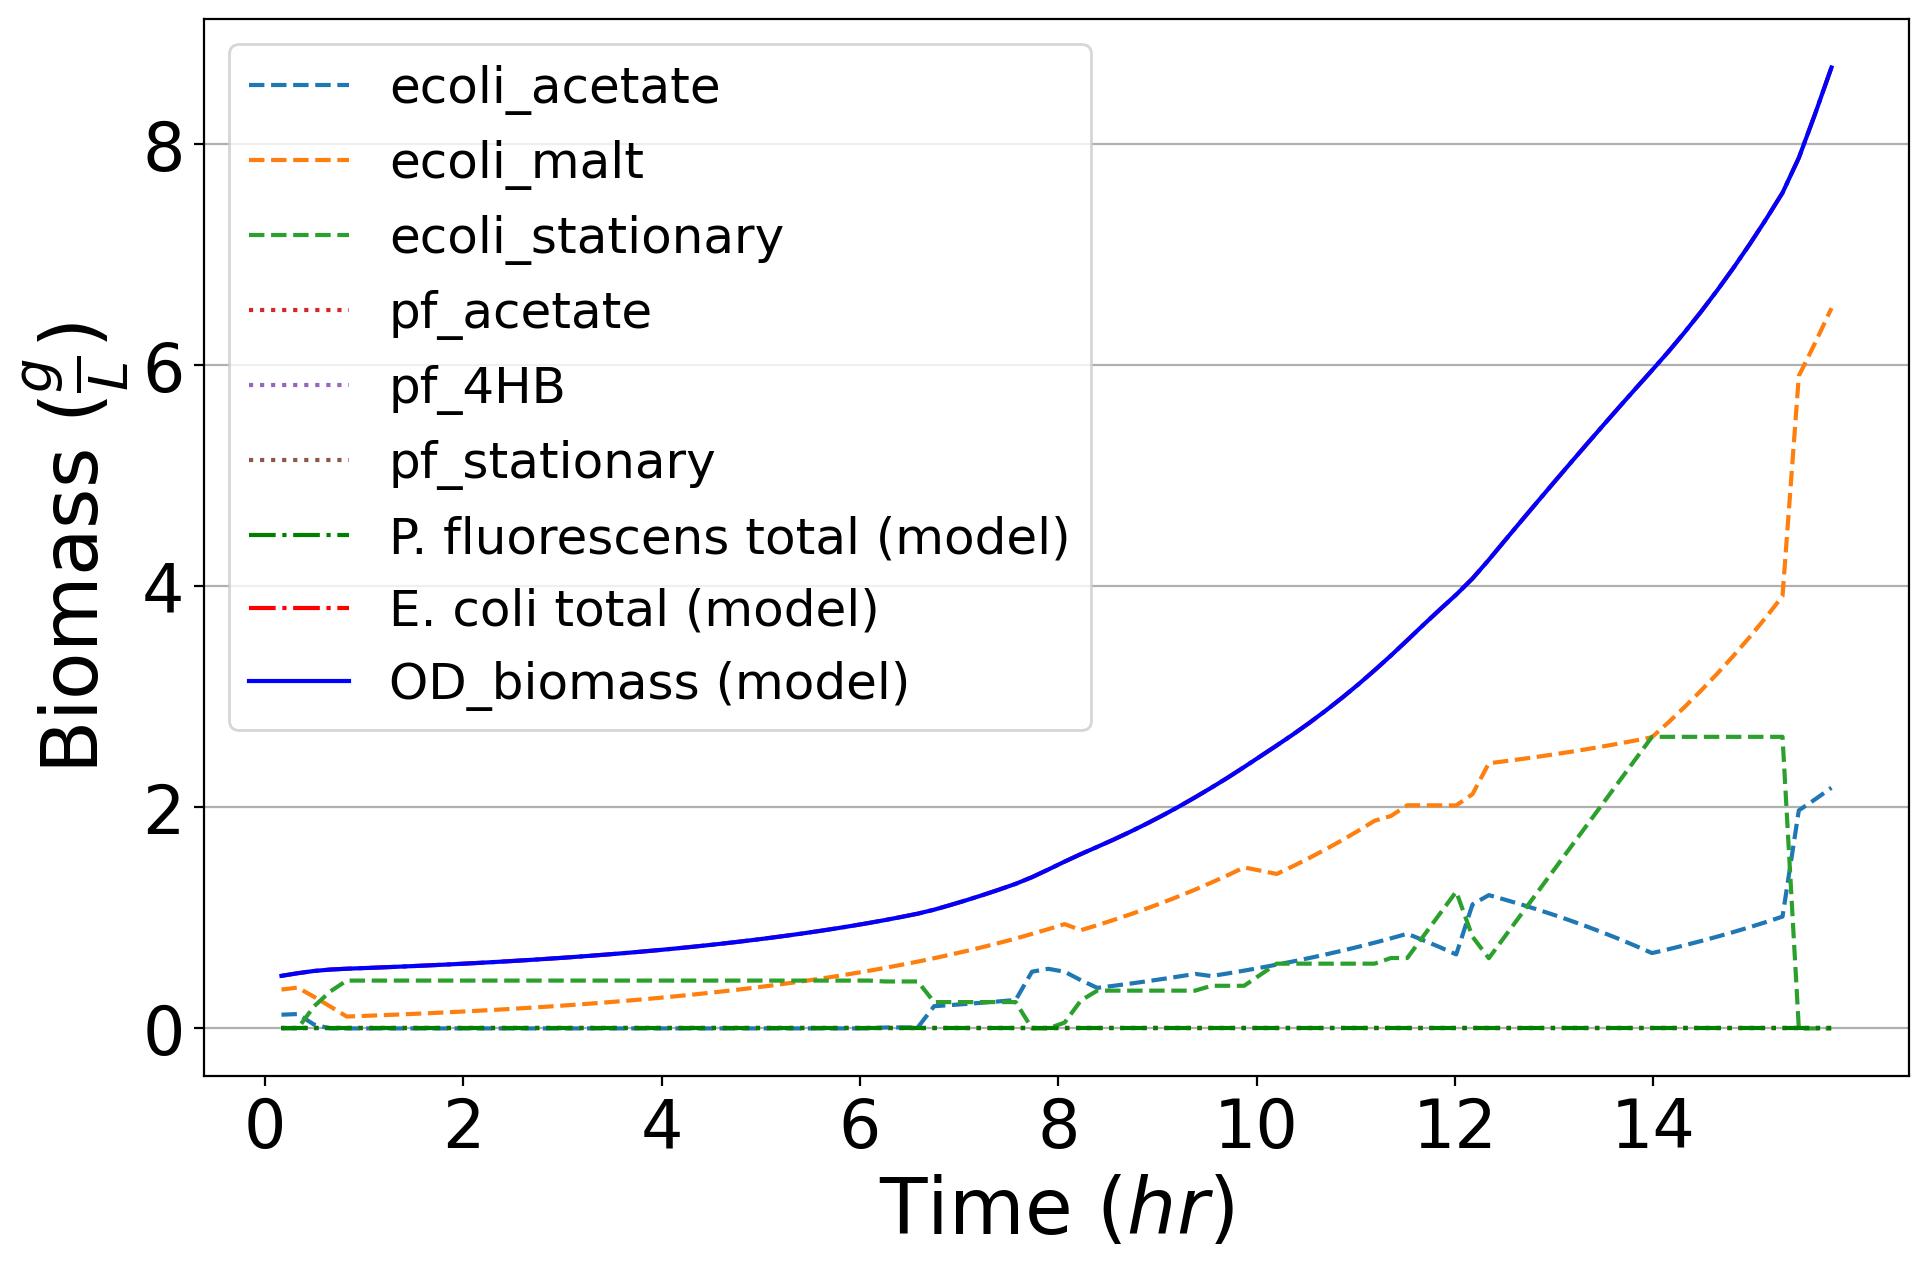 ecoli_acetate
ecoli_malt
ecoli_stationary
pf_acetate
pf_4HB
pf_stationary
P. fluorescens total (model)
E. coli total (model)
OD_biomass (model)
8
6
4
2
0
Biomass (g/L)
0 2 4 6 8 10 12 14
Time (hr)